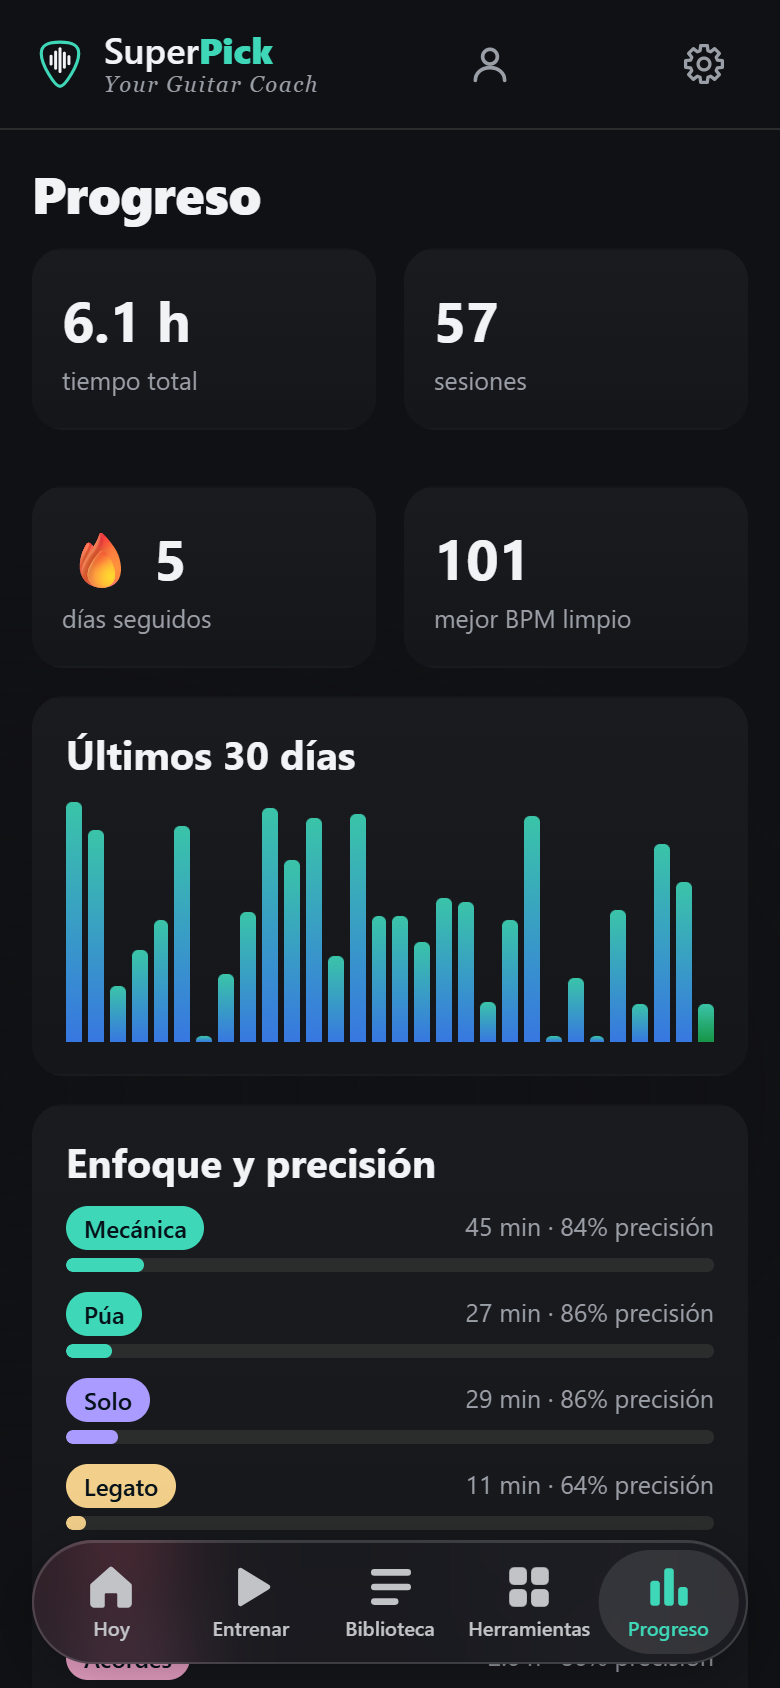 SuperPick
Your Guitar Coach
Progreso
6.1 h
tiempo total
57
sesiones
5
días seguidos
101
mejor BPM limpio
Últimos 30 días
Enfoque y precisión
Mecánica
45 min · 84% precisión
Púa
27 min · 86% precisión
Solo
29 min · 86% precisión
Legato
11 min · 64% precisión
Hoy
Entrenar
Biblioteca
Herramientas
Progreso
Acordes
precisión